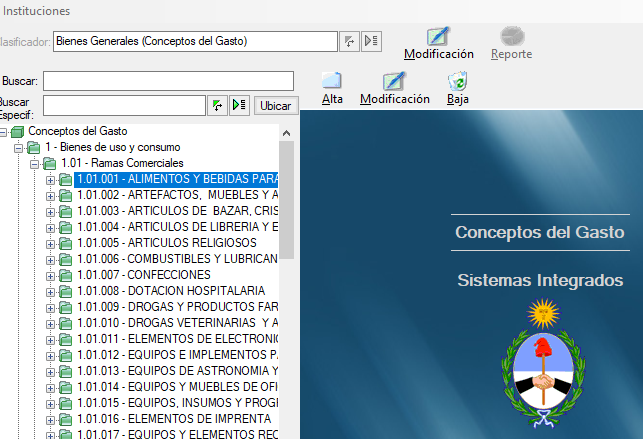 Instituciones
lasificador: Bienes Generales (Conceptos del Gasto)
Modificación Reporte
Buscar:
Alta Modificación Baja
Buscar Especif: Ubicar
Conceptos del Gasto
1 - Bienes de uso y consumo
1.01 - Ramas Comerciales
1.01.001 - ALIMENTOS Y BEBIDAS PARA
1.01.002 - ARTEFACTOS, MUEBLES Y A
1.01.003 - ARTICULOS DE BAZAR, CRIS
1.01.004 - ARTICULOS DE LIBRERIA Y E
1.01.005 - ARTICULOS RELIGIOSOS
1.01.006 - COMBUSTIBLES Y LUBRICAN
1.01.007 - CONFECCIONES
1.01.008 - DOTACION HOSPITALARIA
1.01.009 - DROGAS Y PRODUCTOS FAR
1.01.010 - DROGAS VETERINARIAS Y A
1.01.011 - ELEMENTOS DE ELECTRONIC
1.01.012 - EQUIPOS E IMPLEMENTOS PA
1.01.013 - EQUIPOS DE ASTRONOMIA Y
1.01.014 - EQUIPOS Y MUEBLES DE OFI
1.01.015 - EQUIPOS, INSUMOS Y PROGI
1.01.016 - ELEMENTOS DE IMPRENTA
1.01.017 - EQUIPOS Y ELEMENTOS REC
Conceptos del Gasto
Sistemas Integrados